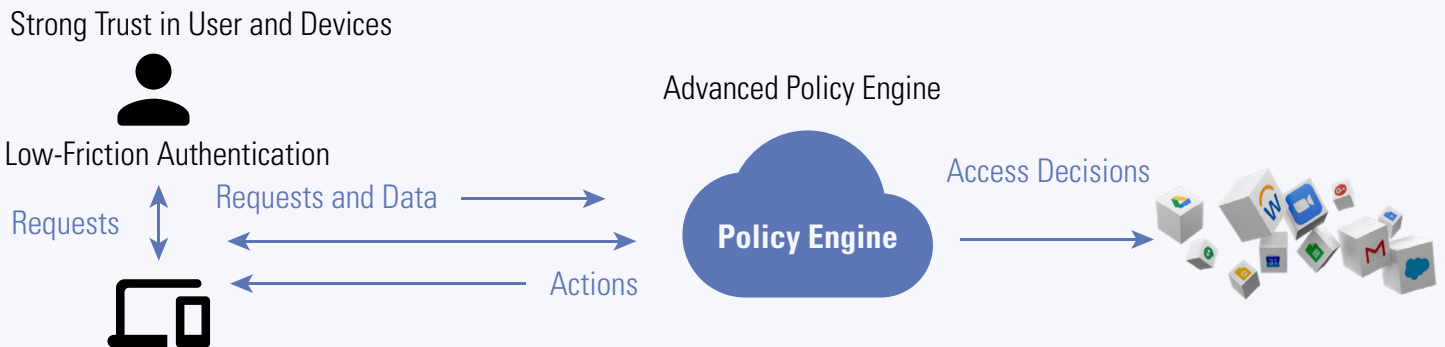 Strong Trust in User and Devices
Advanced Policy Engine
Low-Friction Authentication
Requests and Data
Access Decisions
Requests
Policy Engine
Actions
31
M